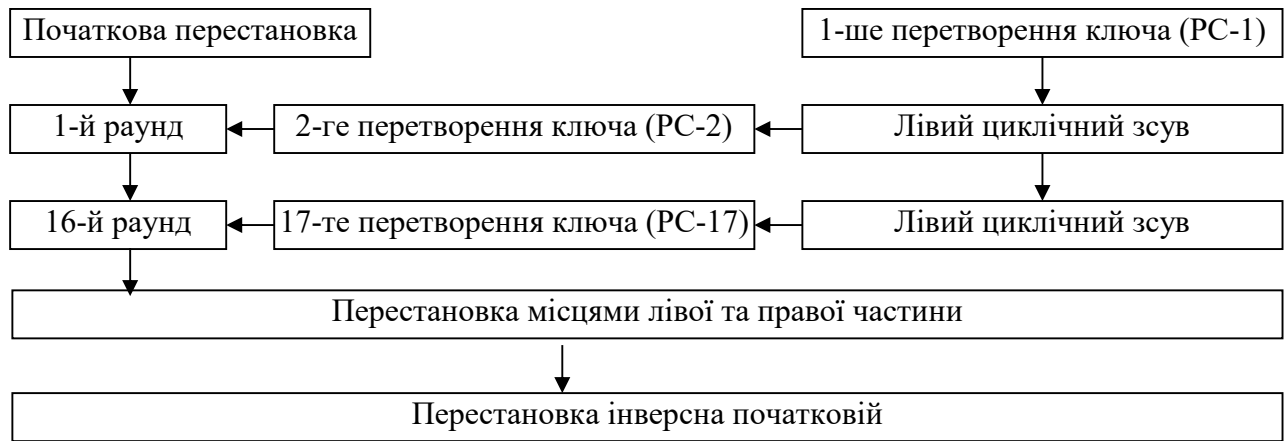 Початкова перестановка
1-ше перетворення ключа (PC-1)
1-й раунд
2-ге перетворення ключа (PC-2)
Лівий циклічний зсув
16-й раунд
17-те перетворення ключа (PC-17)
Лівий циклічний зсув
Перестановка місцями лівої та правої частини
Перестановка інверсна початковій